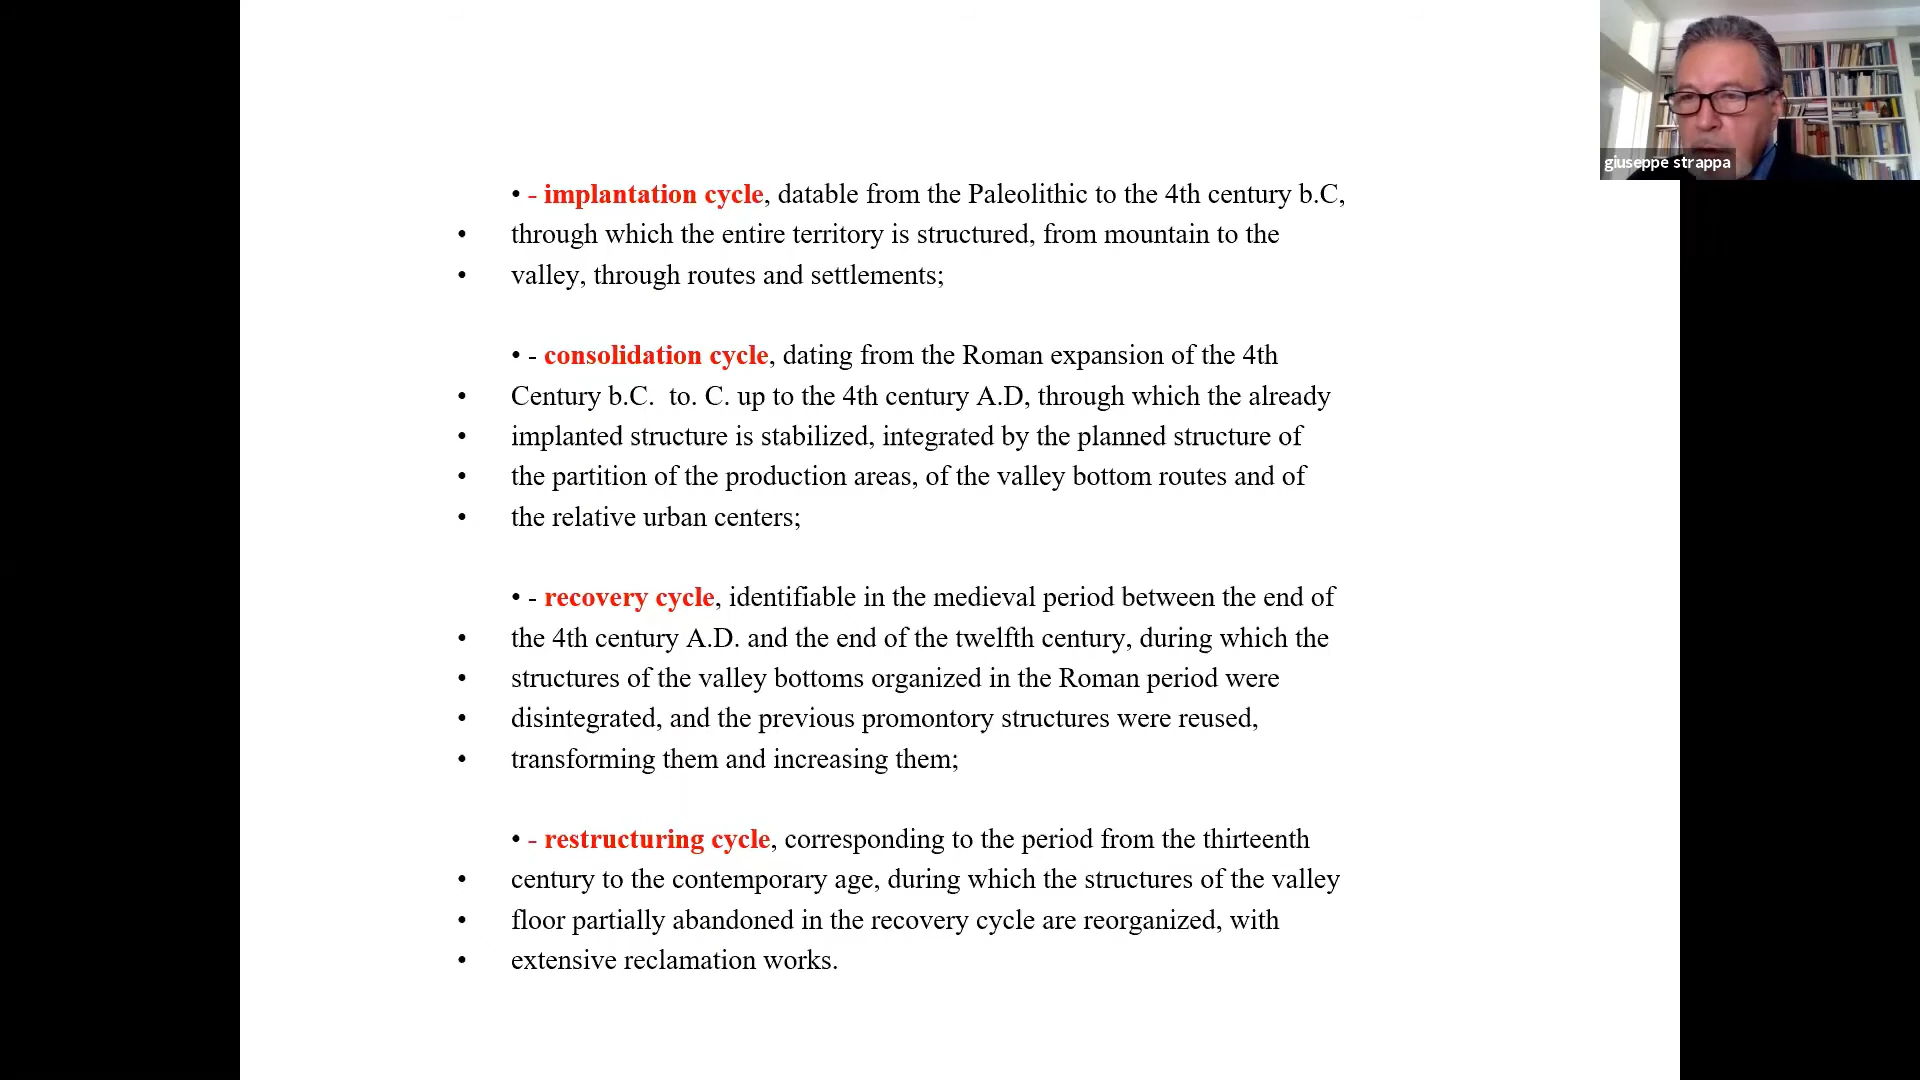 giuseppe strappa
• - implantation cycle, datable from the Paleolithic to the 4th century b.C,
• through which the entire territory is structured, from mountain to the
• valley, through routes and settlements;
• - consolidation cycle, dating from the Roman expansion of the 4th
• Century b.C.  to. C. up to the 4th century A.D, through which the already
• implanted structure is stabilized, integrated by the planned structure of
• the partition of the production areas, of the valley bottom routes and of
• the relative urban centers;
• - recovery cycle, identifiable in the medieval period between the end of
• the 4th century A.D. and the end of the twelfth century, during which the
• structures of the valley bottoms organized in the Roman period were
• disintegrated, and the previous promontory structures were reused,
• transforming them and increasing them;
• - restructuring cycle, corresponding to the period from the thirteenth
• century to the contemporary age, during which the structures of the valley
• floor partially abandoned in the recovery cycle are reorganized, with
• extensive reclamation works.